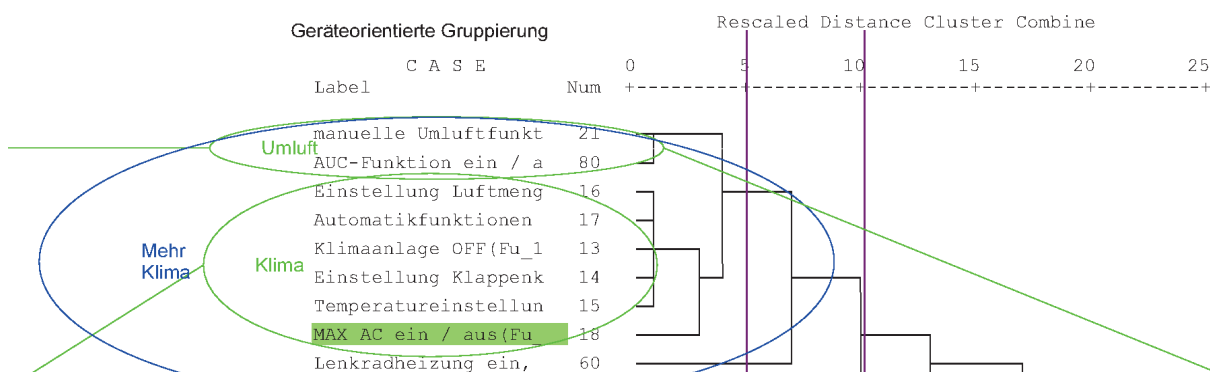 Geräteorientierte Gruppierung
Rescaled Distance Cluster Combine
C A S E
0 5 10 15 20 25
Label Num
+---------+---------+---------+---------+---------+
manuelle Umluftfunkt 21
Umluft
AUC-Funktion ein / a 80
Einstellung Luftmeng 16
Automatikfunktionen 17
Mehr
Klima
Klima
Klimaanlage OFF(Fu_1 13
Einstellung Klappenk 14
Temperatureinstellun 15
MAX AC ein / aus(Fu_ 18
Lenkradheizung ein, 60